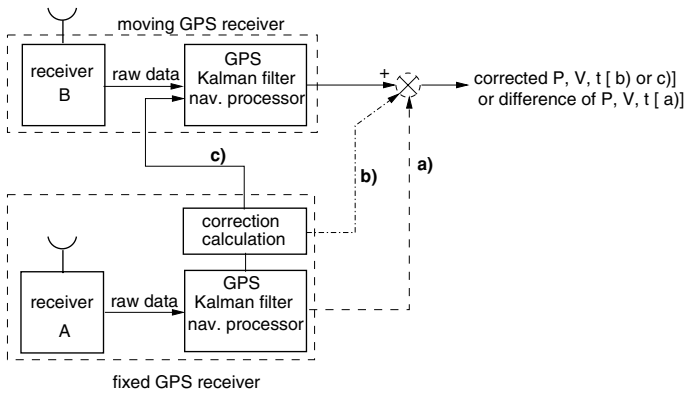 moving GPS receiver
receiver
B
raw data
GPS
Kalman filter
nav. processor
+
-
corrected P, V, t [ b) or c)]
or difference of P, V, t [ a)]
c)
b)
a)
correction
calculation
receiver
A
raw data
GPS
Kalman filter
nav. processor
fixed GPS receiver